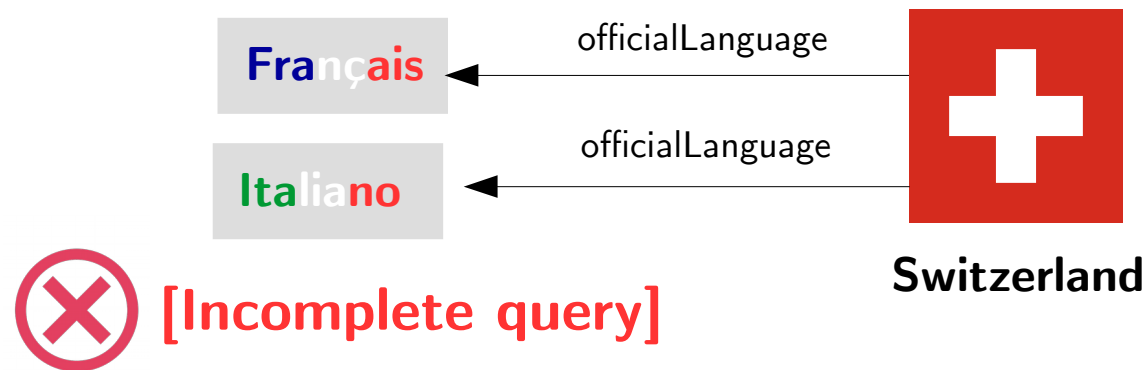 officialLanguage
Français
officialLanguage
Italiano
Switzerland
[Incomplete query]